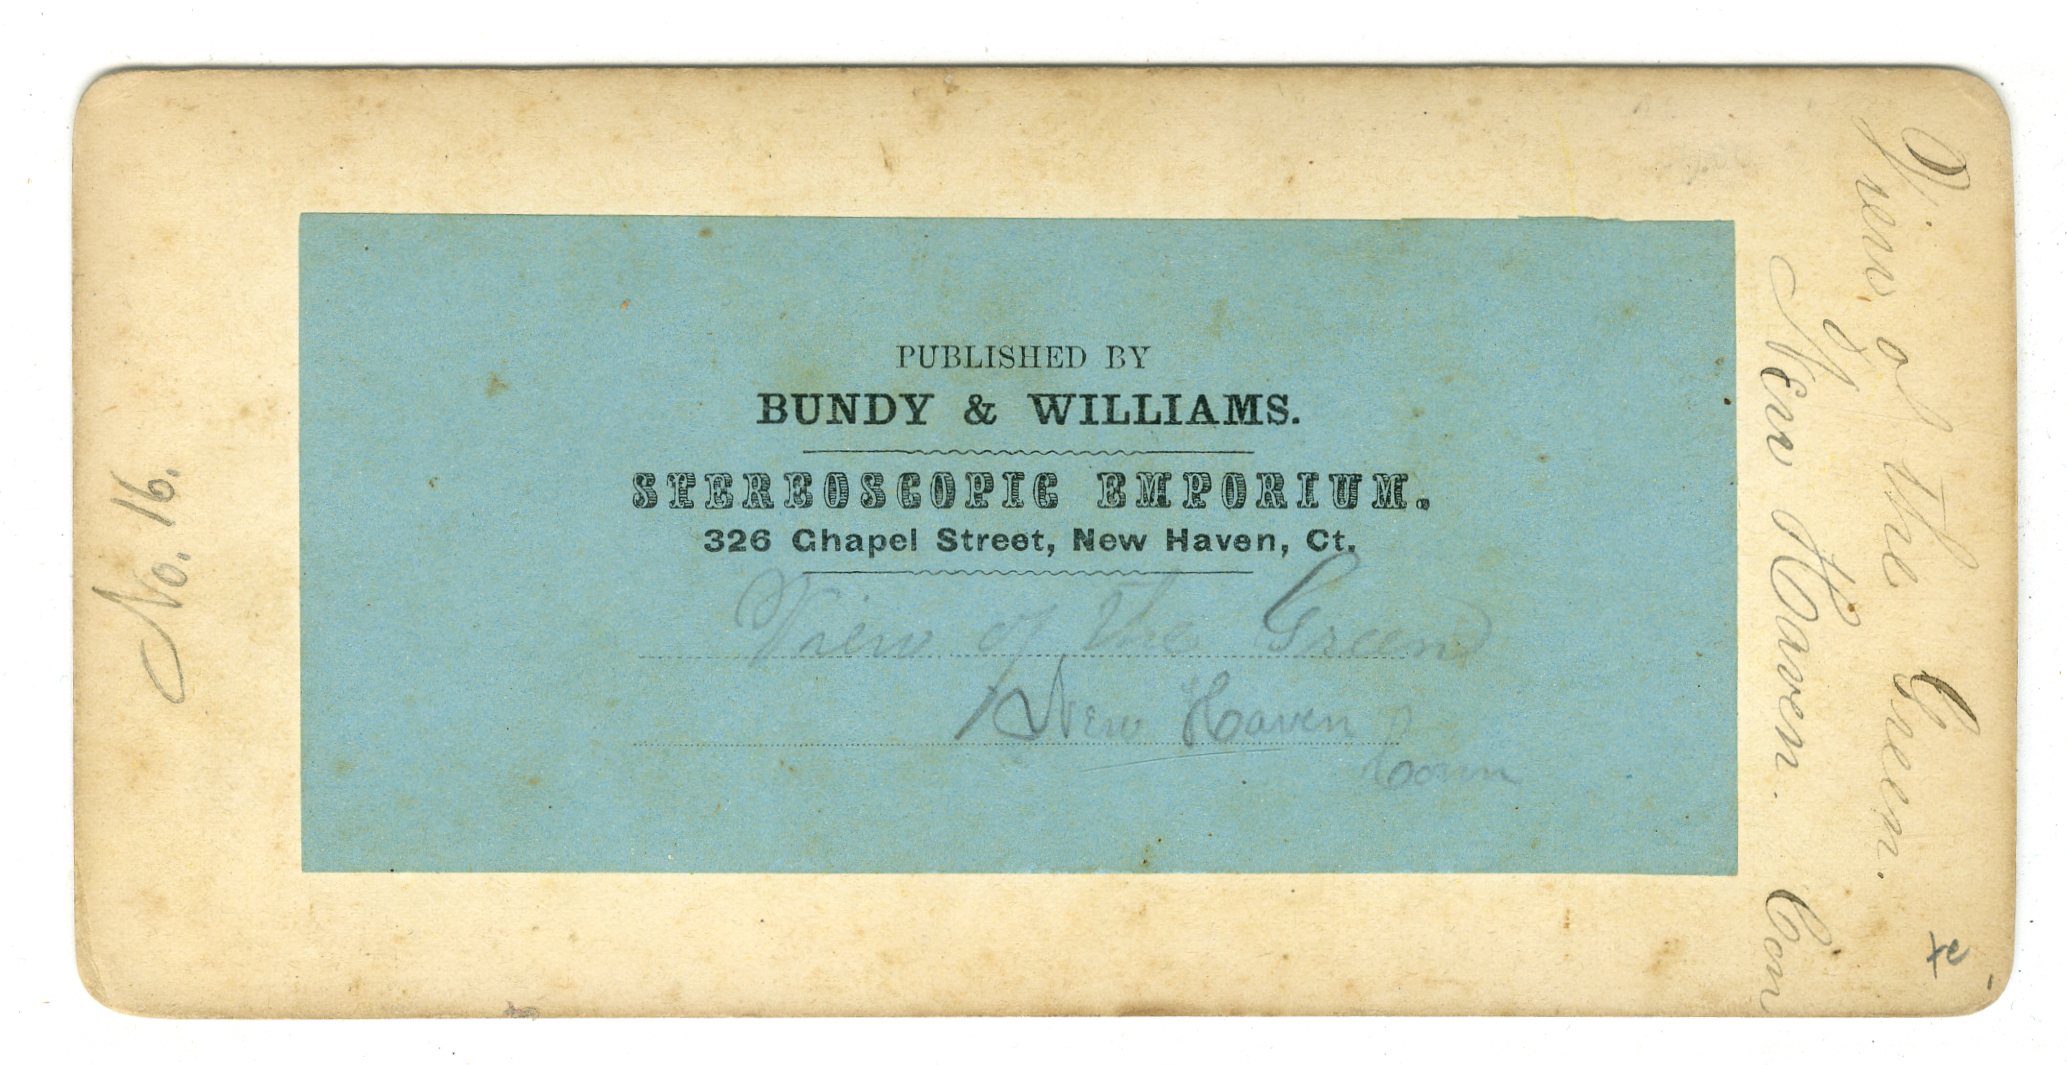 No. 16.
PUBLISHED BY
BUNDY & WILLIAMS.
STEREOSCOPIC EMPORIUM.
326 Chapel Street, New Haven, Ct.
View of the Green
New Haven
Conn
View of the Green.
New Haven. Con